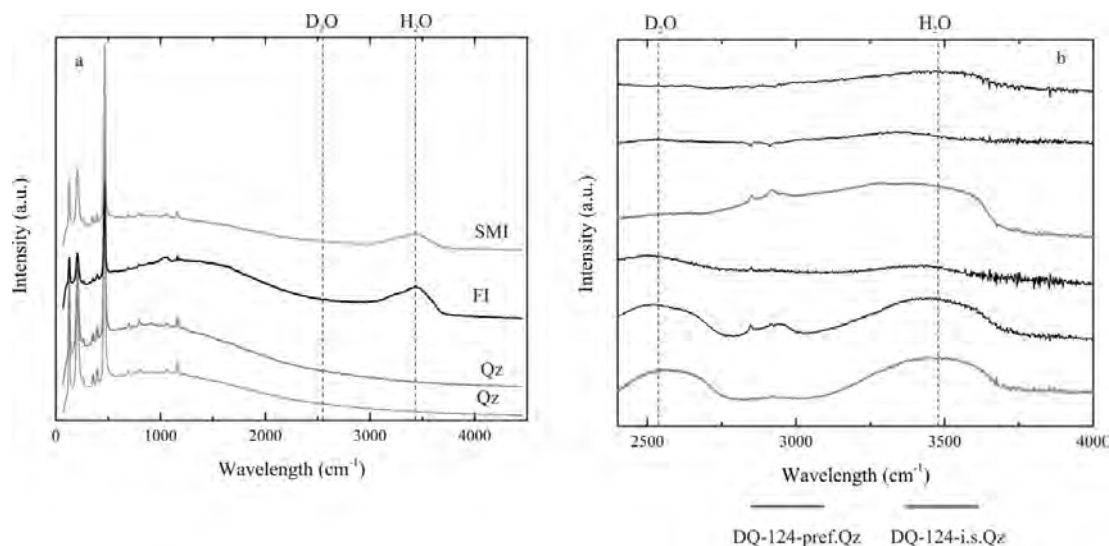 D₂O H₂O
a
SMI
FI
Qz
Qz
Intensity (a.u.)
0 1000 2000 3000 4000
Wavelength (cm⁻¹)
D₂O H₂O
b
Intensity (a.u.)
2500 3000 3500 4000
Wavelength (cm⁻¹)
DQ-124-pref.Qz DQ-124-i.s.Qz